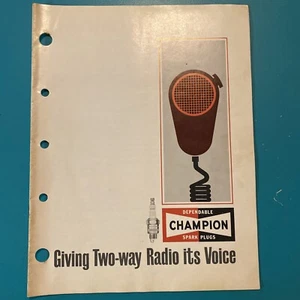 DEPENDABLE
CHAMPION
SPARK PLUGS
Giving Two-way Radio its Voice